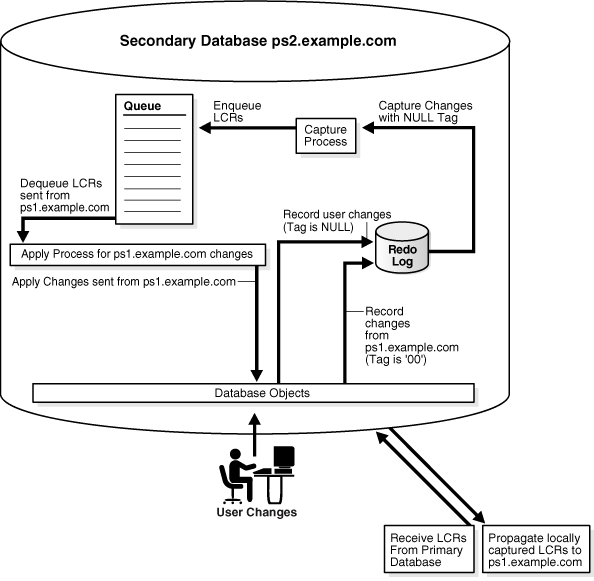 Secondary Database ps2.example.com
Queue
Enqueue
LCRs
Capture
Process
Capture Changes
with NULL Tag
Dequeue LCRs
sent from
ps1.example.com
Record user changes
(Tag is NULL)
Redo
Log
Apply Process for ps1.example.com changes
Apply Changes sent from ps1.example.com
Record
changes
from
ps1.example.com
(Tag is '00')
Database Objects
User Changes
Receive LCRs
From Primary
Database
Propagate locally
captured LCRs to
ps1.example.com